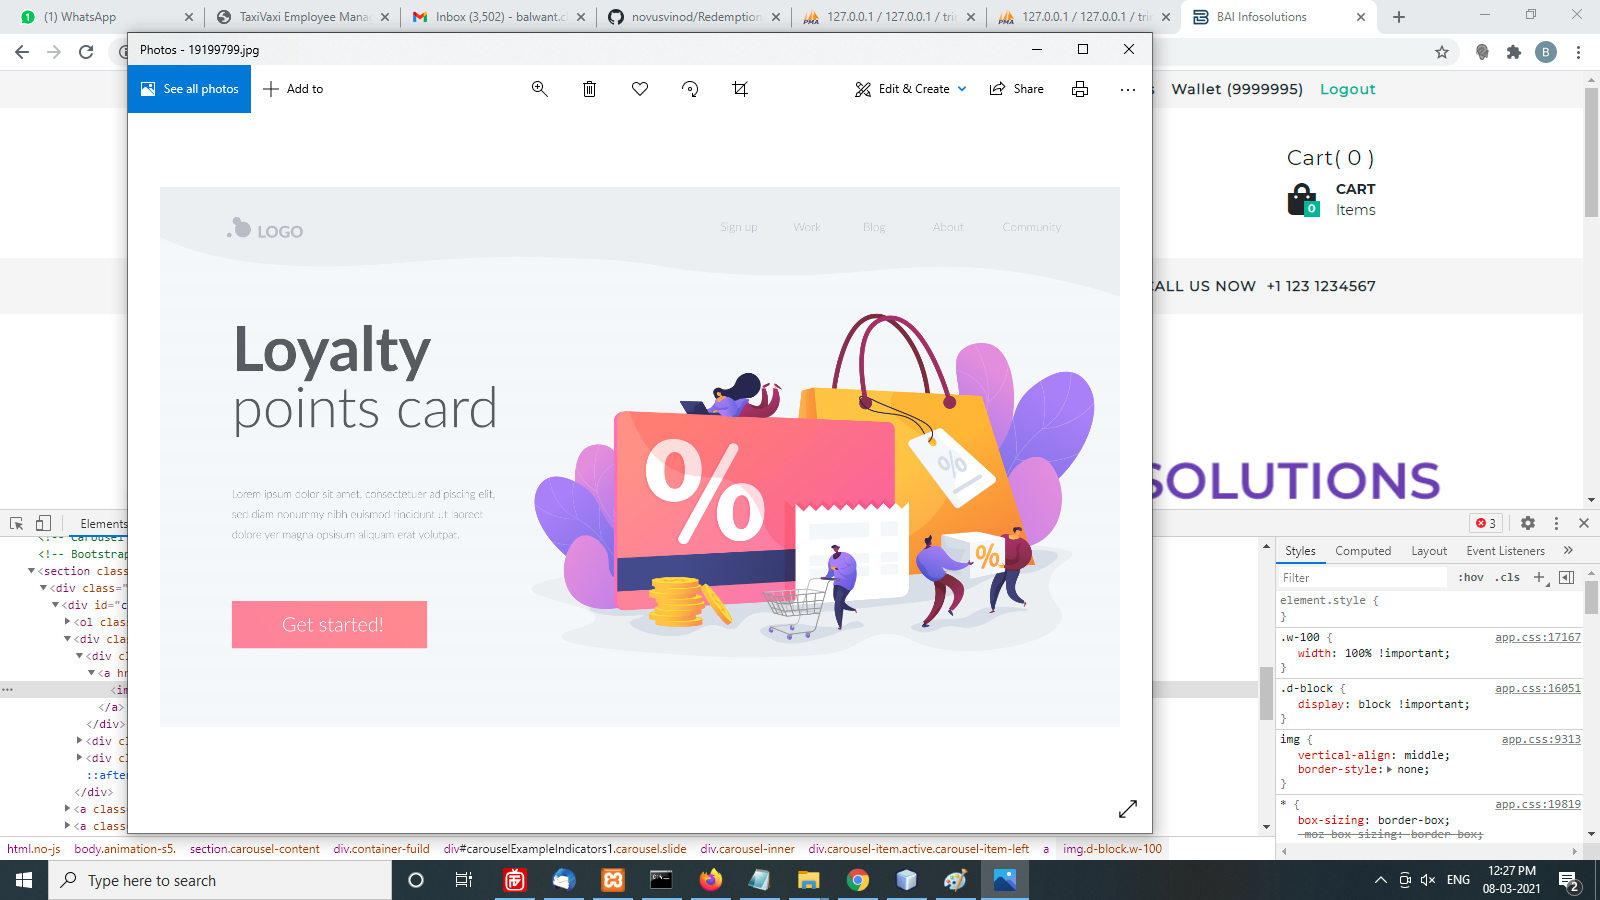 (1) WhatsApp
TaxiVaxi Employee Mana
Inbox (3,502) - balwant.c
novusvinod/Redemption
127.0.0.1 / 127.0.0.1 / tri
127.0.0.1 / 127.0.0.1 / tri
BAI Infosolutions
B
Photos - 19199799.jpg
See all photos
Add to
Edit & Create
Share
Wallet (9999995)
Logout
Cart( 0 )
CART
0
Items
CALL US NOW +1 123 1234567
SOLUTIONS
LOGO
Sign up
Work
Blog
About
Community
Loyalty
points card
Lorem ipsum dolor sit amet, consectetuer adipiscing elit,
sed diam nonummy nibh euismod tincidunt ut laoreet
dolore yer magna opsisum aliquam erat volutpat.
Get started!
%
%
%
Elements
3
<!-- Carousel
<!-- Bootstrap
<section class
<div class="
<div id="c
<ol class
<div clas
<div cl
<a hr
<im
</a>
</div>
<div cl
<div cl
::after
</div>
<a class
<a class
Styles
Computed
Layout
Event Listeners
Filter
:hov
.cls
element.style {
}
.w-100 {
app.css:17167
width: 100% !important;
}
.d-block {
app.css:16051
display: block !important;
}
img {
app.css:9313
vertical-align: middle;
border-style: none;
}
* {
app.css:19819
box-sizing: border-box;
-moz-box-sizing: border-box;
html.no-js
body.animation-s5.
section.carousel-content
div.container-fuild
div#carouselExampleIndicators1.carousel.slide
div.carousel-inner
div.carousel-item.active.carousel-item-left
a
img.d-block.w-100
Type here to search
ENG
12:27 PM
08-03-2021
2